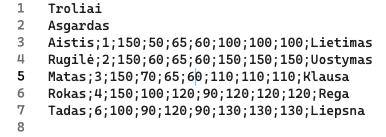 1 Troliai
2 Asgardas
3 Aistis;1;150;50;65;60;100;100;100;Lietimas
4 Rugilė;2;150;60;65;60;150;150;150;Uostymas
5 Matas;3;150;70;65;60;110;110;110;Klausa
6 Rokas;4;150;100;120;90;120;120;120;Rega
7 Tadas;6;100;90;120;90;130;130;130;Liepsna
8